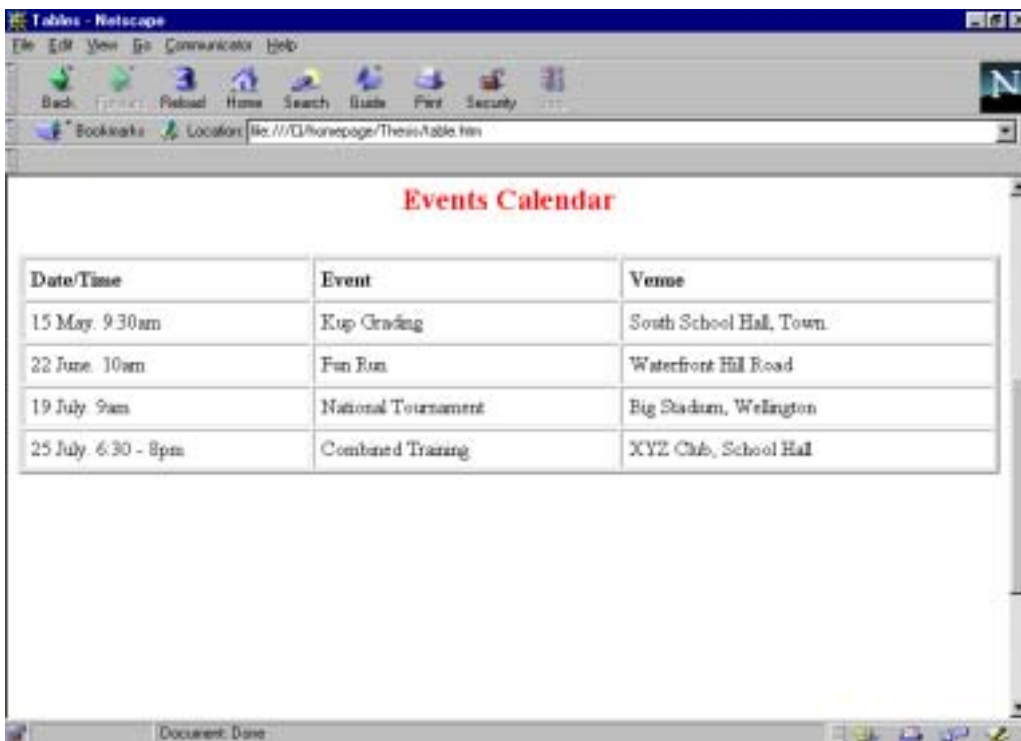 Tables - Netscape
File Edit View Go Communicator Help
Back Forward Reload Home Search Guide Print Security Stop
N
Bookmarks Location: file:///C|/homepage/Thesis/table.htm
Events Calendar
Date/Time Event Venue
15 May. 9:30am Kup Grading South School Hall, Town.
22 June. 10am Fun Run Waterfront Hill Road
19 July. 9am National Tournament Big Stadium, Wellington
25 July. 6:30 - 8pm Combined Training XYZ Club, School Hall
Document: Done